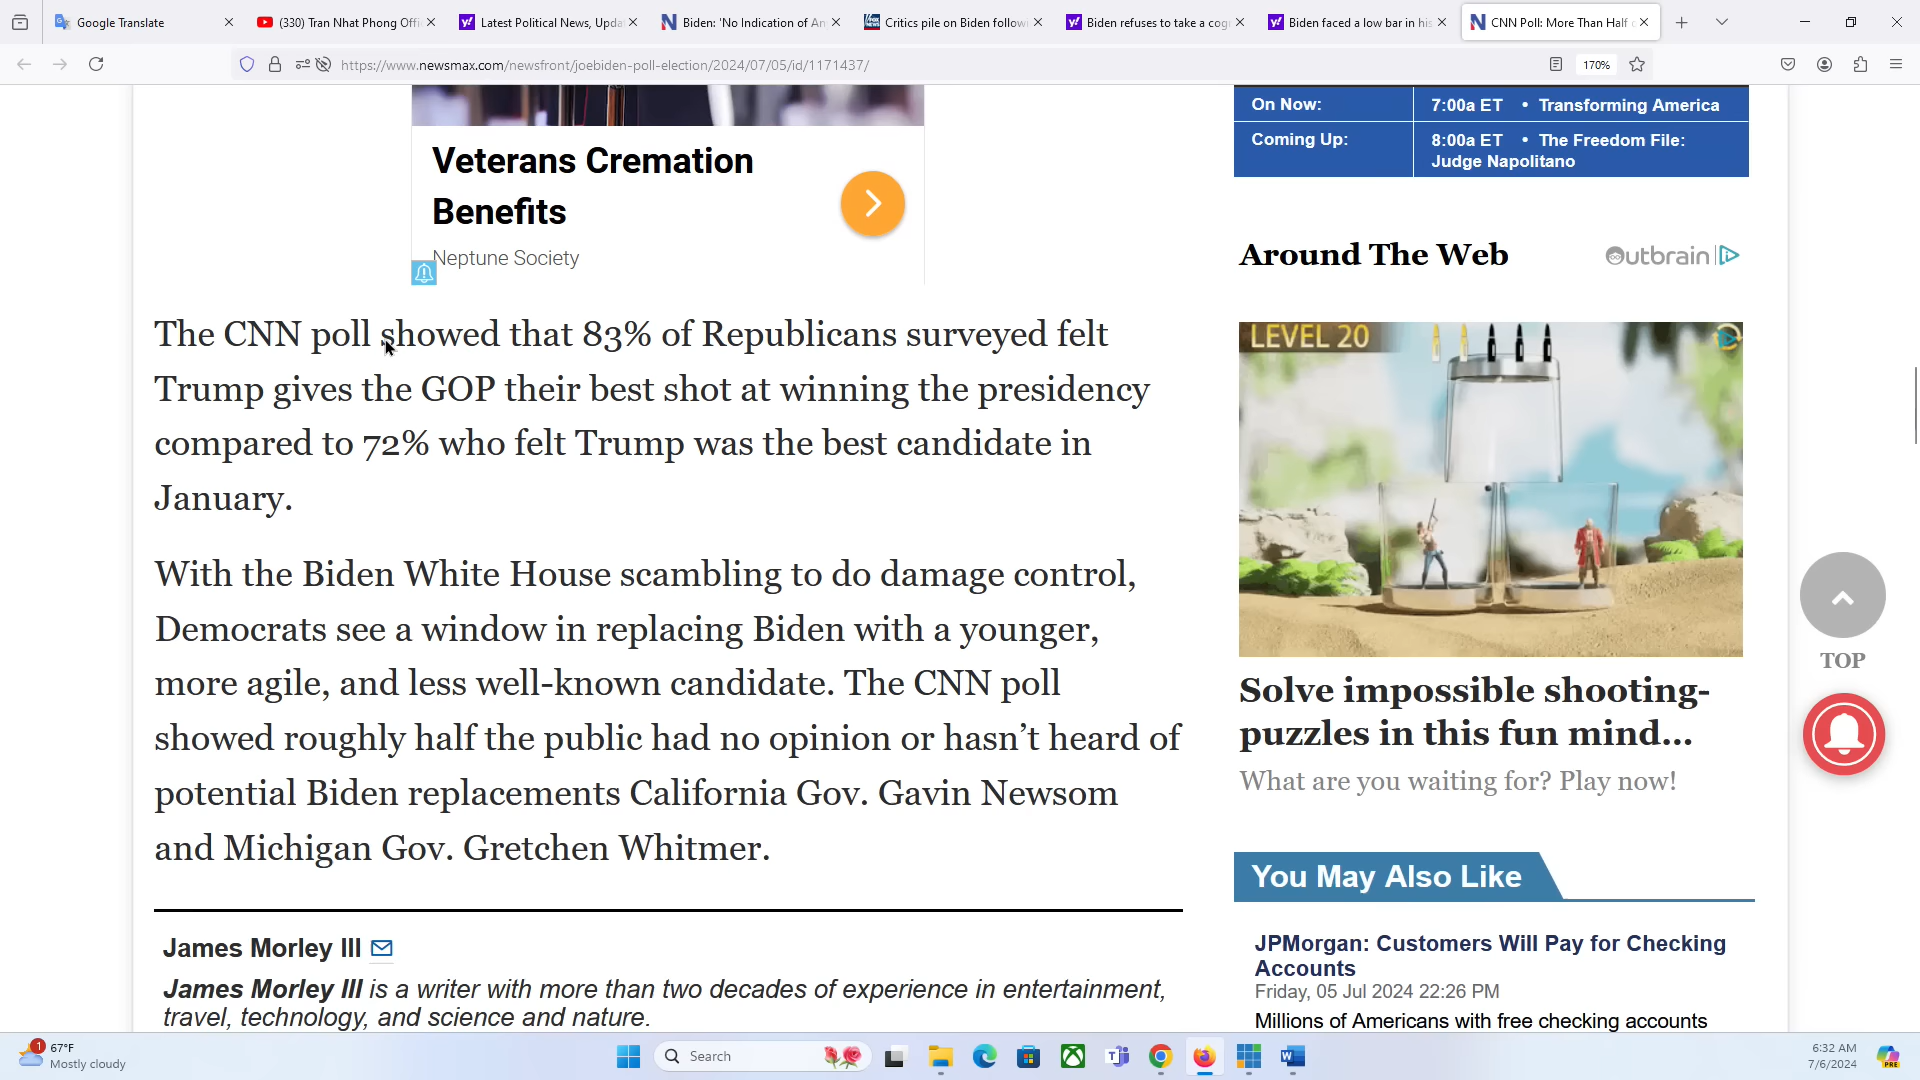 Google Translate
(330) Tran Nhat Phong Offi
Latest Political News, Upda
Biden: 'No Indication of An
Critics pile on Biden follow
Biden refuses to take a cog
Biden faced a low bar in his
CNN Poll: More Than Half o
https://www.newsmax.com/newsfront/joebiden-poll-election/2024/07/05/id/1171437/
170%
Veterans Cremation
Benefits
Neptune Society
The CNN poll showed that 83% of Republicans surveyed felt
Trump gives the GOP their best shot at winning the presidency
compared to 72% who felt Trump was the best candidate in
January.
With the Biden White House scambling to do damage control,
Democrats see a window in replacing Biden with a younger,
more agile, and less well-known candidate. The CNN poll
showed roughly half the public had no opinion or hasn't heard of
potential Biden replacements California Gov. Gavin Newsom
and Michigan Gov. Gretchen Whitmer.
James Morley III
James Morley III is a writer with more than two decades of experience in entertainment,
travel, technology, and science and nature.
On Now: 7:00a ET • Transforming America
Coming Up: 8:00a ET • The Freedom File:
Judge Napolitano
Around The Web
Outbrain
LEVEL 20
Solve impossible shooting-
puzzles in this fun mind...
What are you waiting for? Play now!
You May Also Like
JPMorgan: Customers Will Pay for Checking
Accounts
Friday, 05 Jul 2024 22:26 PM
Millions of Americans with free checking accounts
TOP
1
67°F
Mostly cloudy
Search
6:32 AM
7/6/2024
PRE